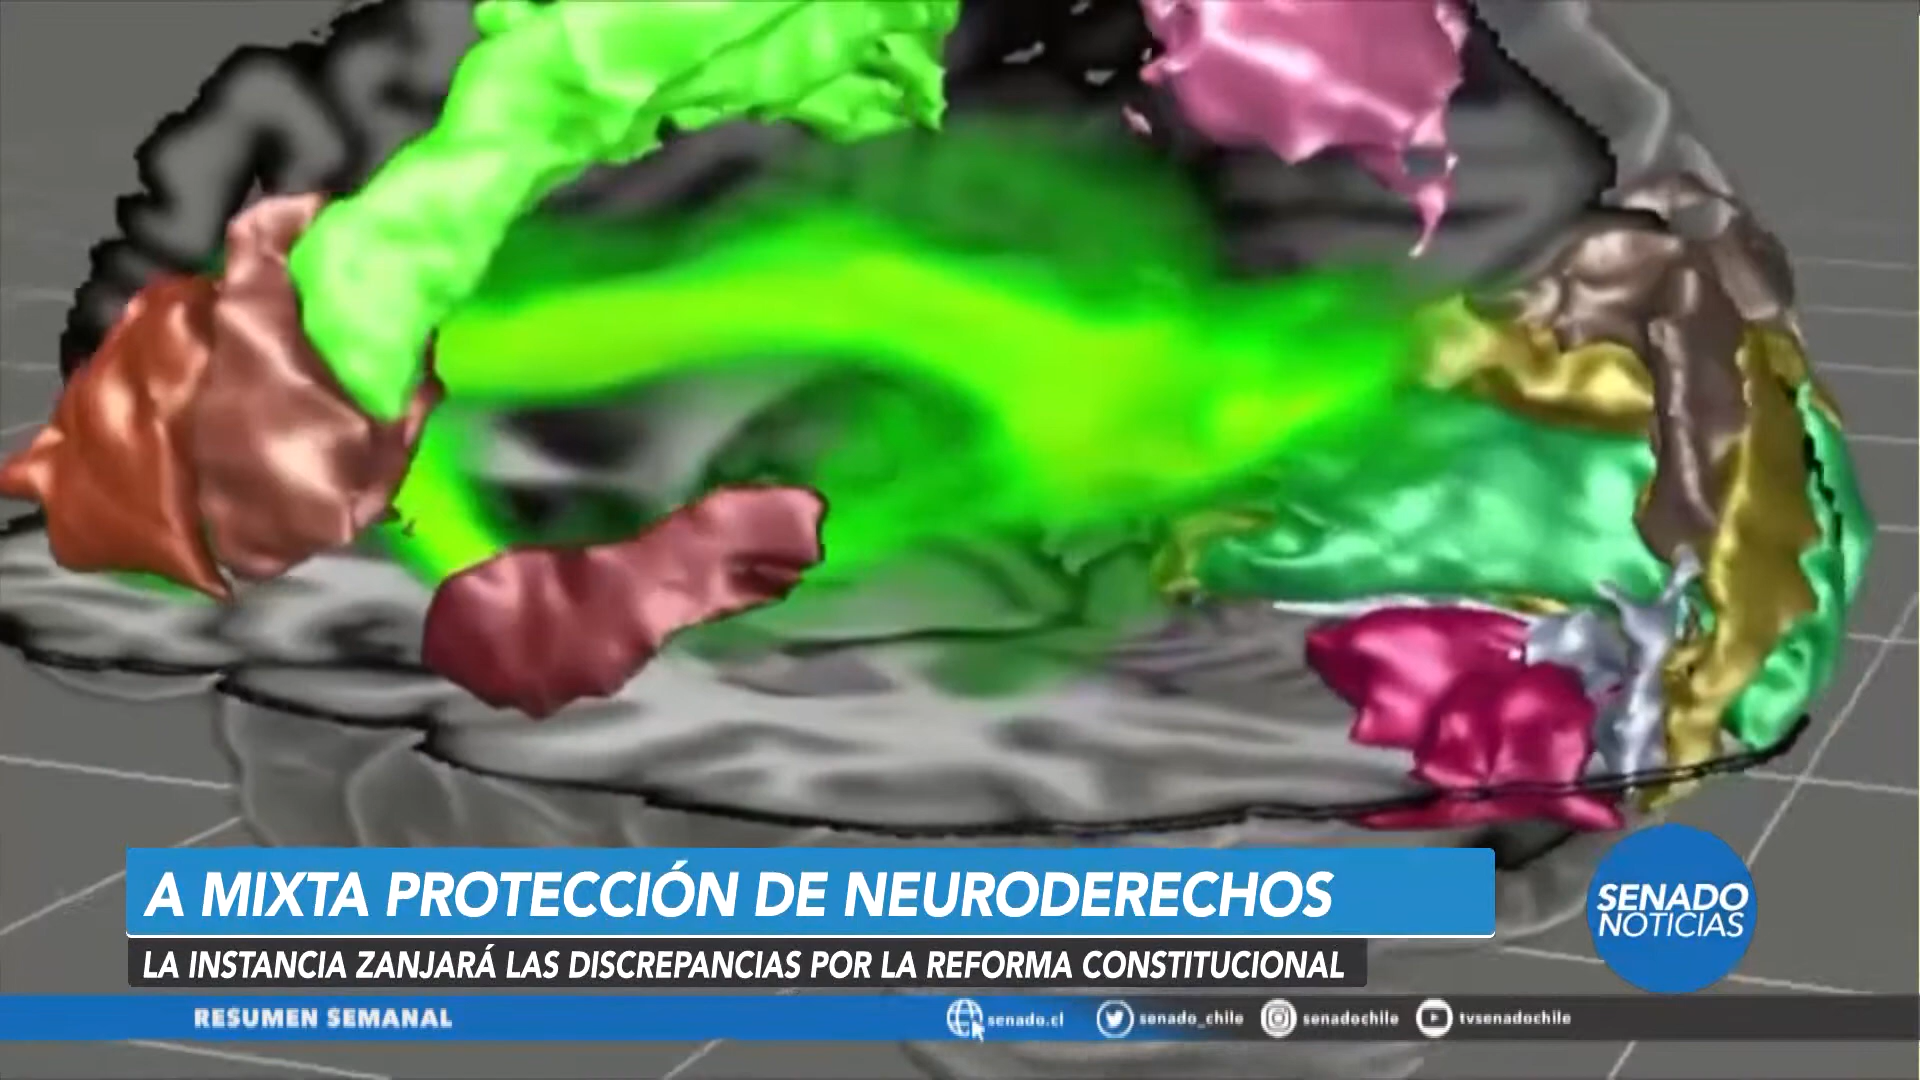 A MIXTA PROTECCIÓN DE NEURODERECHOS
LA INSTANCIA ZANJARÁ LAS DISCREPANCIAS POR LA REFORMA CONSTITUCIONAL
SENADO
NOTICIAS
RESUMEN SEMANAL
senado.cl
senado_chile
senadochile
tvsenadochile